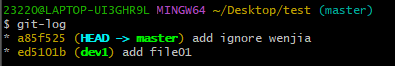 23220@LAPTOP-UI3GHR9L MINGW64 ~/Desktop/test (master)
$ git-log
* a85f525 (HEAD -> master) add ignore wenjia
* ed5101b (dev1) add file01